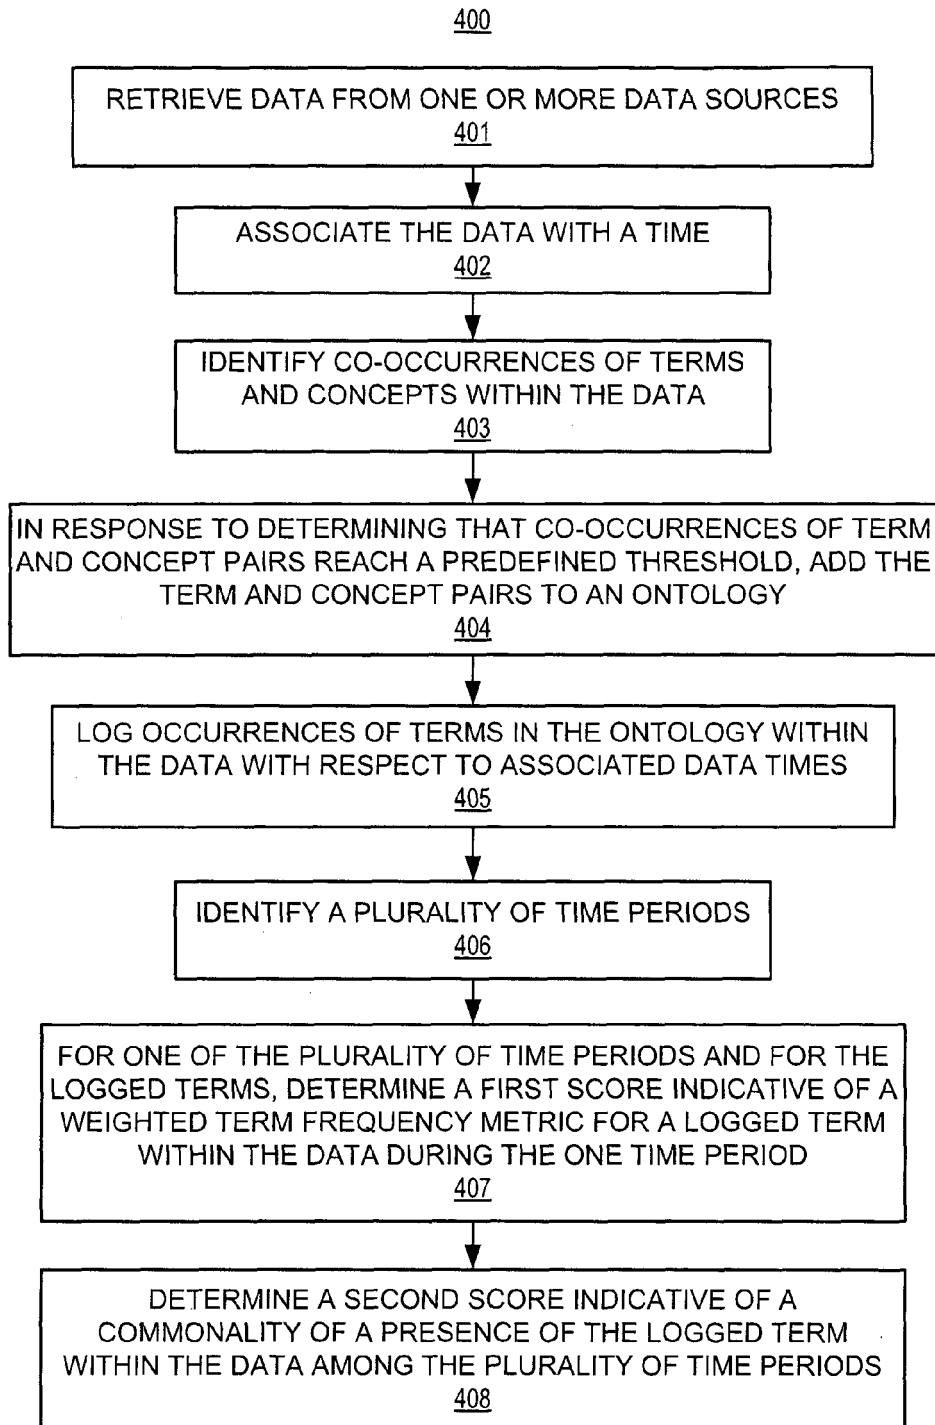 400
RETRIEVE DATA FROM ONE OR MORE DATA SOURCES
401
ASSOCIATE THE DATA WITH A TIME
402
IDENTIFY CO-OCCURRENCES OF TERMS
AND CONCEPTS WITHIN THE DATA
403
IN RESPONSE TO DETERMINING THAT CO-OCCURRENCES OF TERM
AND CONCEPT PAIRS REACH A PREDEFINED THRESHOLD, ADD THE
TERM AND CONCEPT PAIRS TO AN ONTOLOGY
404
LOG OCCURRENCES OF TERMS IN THE ONTOLOGY WITHIN
THE DATA WITH RESPECT TO ASSOCIATED DATA TIMES
405
IDENTIFY A PLURALITY OF TIME PERIODS
406
FOR ONE OF THE PLURALITY OF TIME PERIODS AND FOR THE
LOGGED TERMS, DETERMINE A FIRST SCORE INDICATIVE OF A
WEIGHTED TERM FREQUENCY METRIC FOR A LOGGED TERM
WITHIN THE DATA DURING THE ONE TIME PERIOD
407
DETERMINE A SECOND SCORE INDICATIVE OF A
COMMONALITY OF A PRESENCE OF THE LOGGED TERM
WITHIN THE DATA AMONG THE PLURALITY OF TIME PERIODS
408